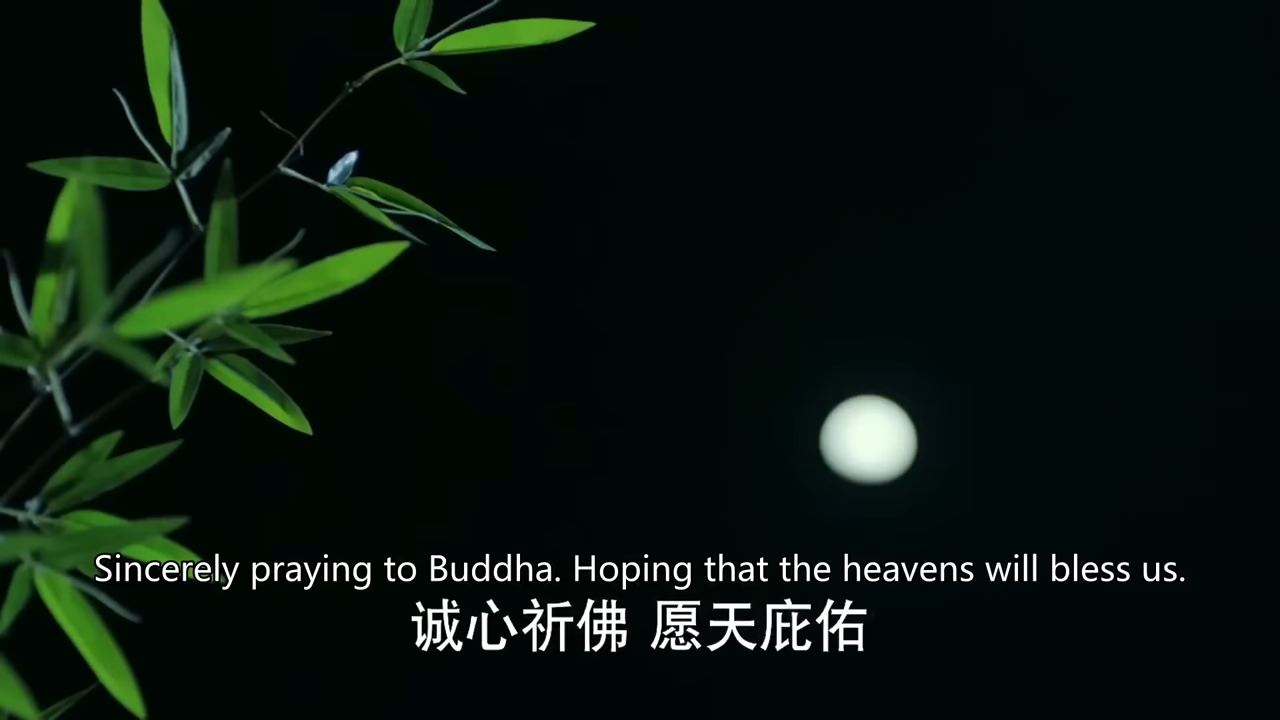 Sincerely praying to Buddha. Hoping that the heavens will bless us.
诚心祈佛 愿天庇佑